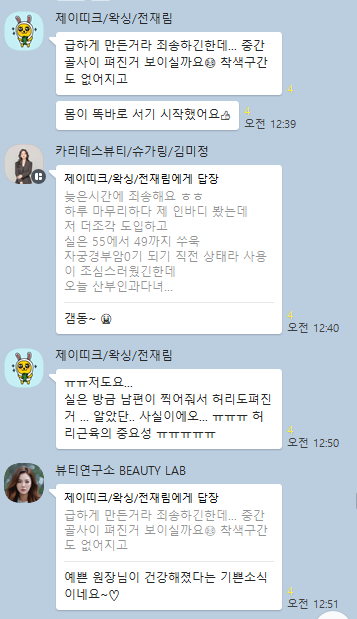 제이띠크/왁싱/전재림
급하게 만든거라 죄송하긴한데... 중간
골사이 펴진거 보이실까요😅 착색구간
도 없어지고
4
몸이 똑바로 서기 시작했어요👍
4
오전 12:39
카리테스뷰티/슈가링/김미정
제이띠크/왁싱/전재림에게 답장
늦은시간에 죄송해요 ㅎㅎ
하루 마무리하다 제 인바디 봤는데
저 더조각 도입하고
실은 55에서 49까지 쑤욱
자궁경부암0기 되기 직전 상태라 사용
이 조심스러웠긴한데
오늘 산부인과다녀...
갬동~ 😭
4
오전 12:40
제이띠크/왁싱/전재림
ㅠㅠ저도요...
실은 방금 남편이 찍어줘서 허리도펴진
거 ... 알았단.. 사실이에오... ㅠㅠㅠ 허
리근육의 중요성 ㅠㅠㅠㅠㅠ
4
오전 12:50
뷰티연구소 BEAUTY LAB
제이띠크/왁싱/전재림에게 답장
급하게 만든거라 죄송하긴한데... 중간
골사이 펴진거 보이실까요😅 착색구간
도 없어지고
예쁜 원장님이 건강해졌다는 기쁜소식
이네요~♡
4
오전 12:51